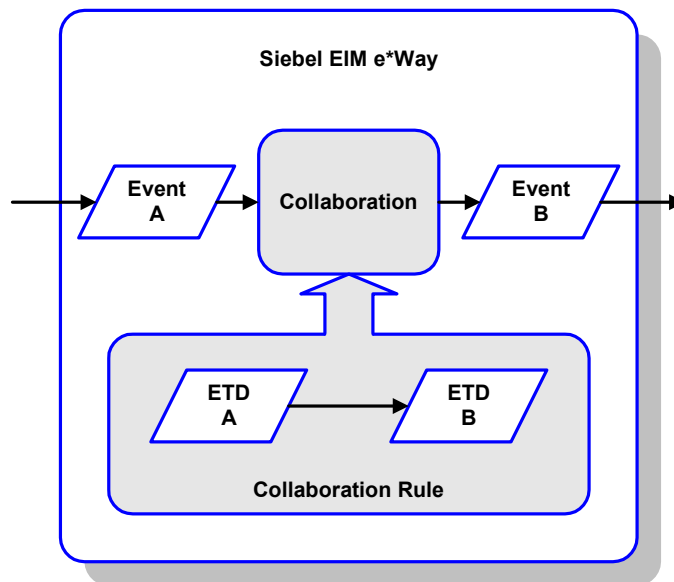 Siebel EIM e*Way
Event
A
Collaboration
Event
B
ETD
A
ETD
B
Collaboration Rule